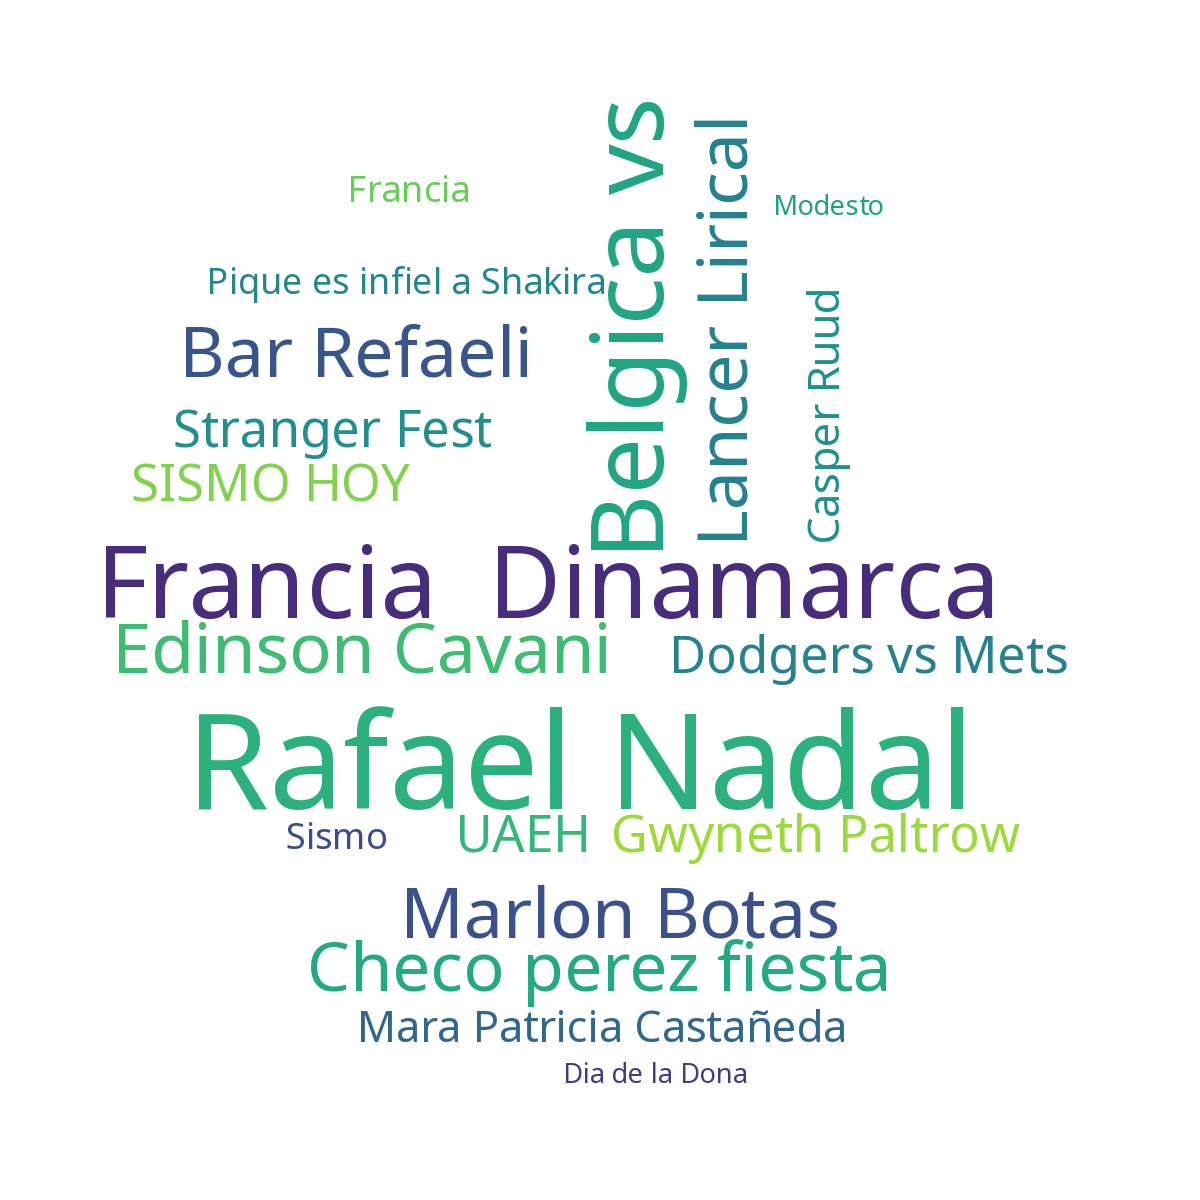 Belgica vs
Lancer Lirical
Francia
Modesto
Pique es infiel a Shakira
Casper Ruud
Bar Refaeli
Stranger Fest
SISMO HOY
Francia  Dinamarca
Edinson Cavani
Dodgers vs Mets
Rafael Nadal
Sismo
UAEH
Gwyneth Paltrow
Marlon Botas
Checo perez fiesta
Mara Patricia Castañeda
Dia de la Dona